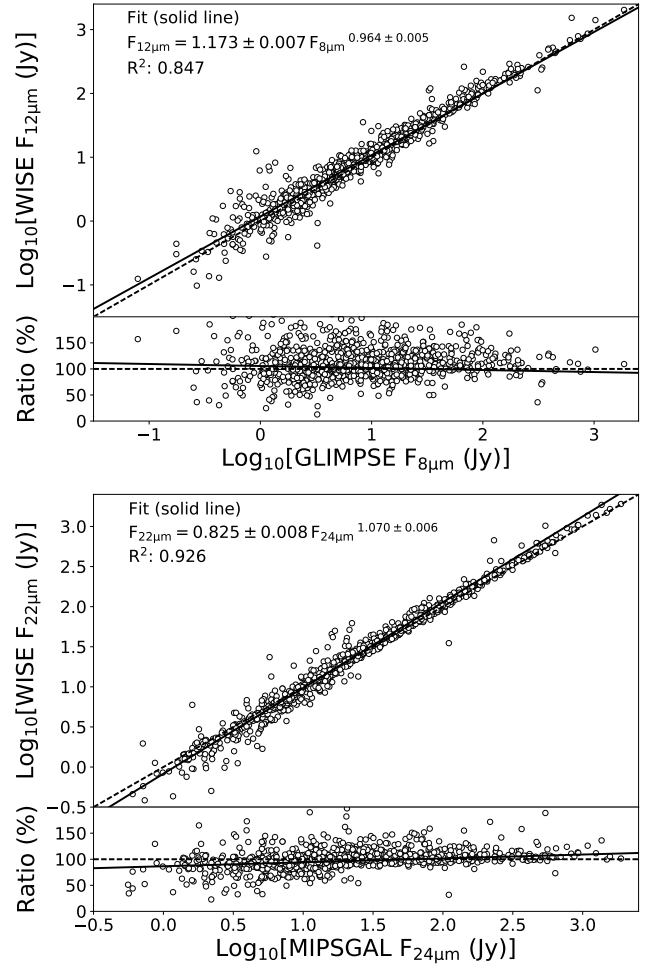 Fit (solid line)
F₁₂μm = 1.173 ± 0.007 F₈μm^0.964 ± 0.005
R²: 0.847
Log₁₀[WISE F₁₂μm (Jy)]
3
2
1
0
−1
Ratio (%)
150
100
50
0
−1 0 1 2 3
Log₁₀[GLIMPSE F₈μm (Jy)]
Fit (solid line)
F₂₂μm = 0.825 ± 0.008 F₂₄μm^1.070 ± 0.006
R²: 0.926
Log₁₀[WISE F₂₂μm (Jy)]
3.0
2.5
2.0
1.5
1.0
0.5
0.0
−0.5
Ratio (%)
150
100
50
0
−0.5 0.0 0.5 1.0 1.5 2.0 2.5 3.0
Log₁₀[MIPSGAL F₂₄μm (Jy)]